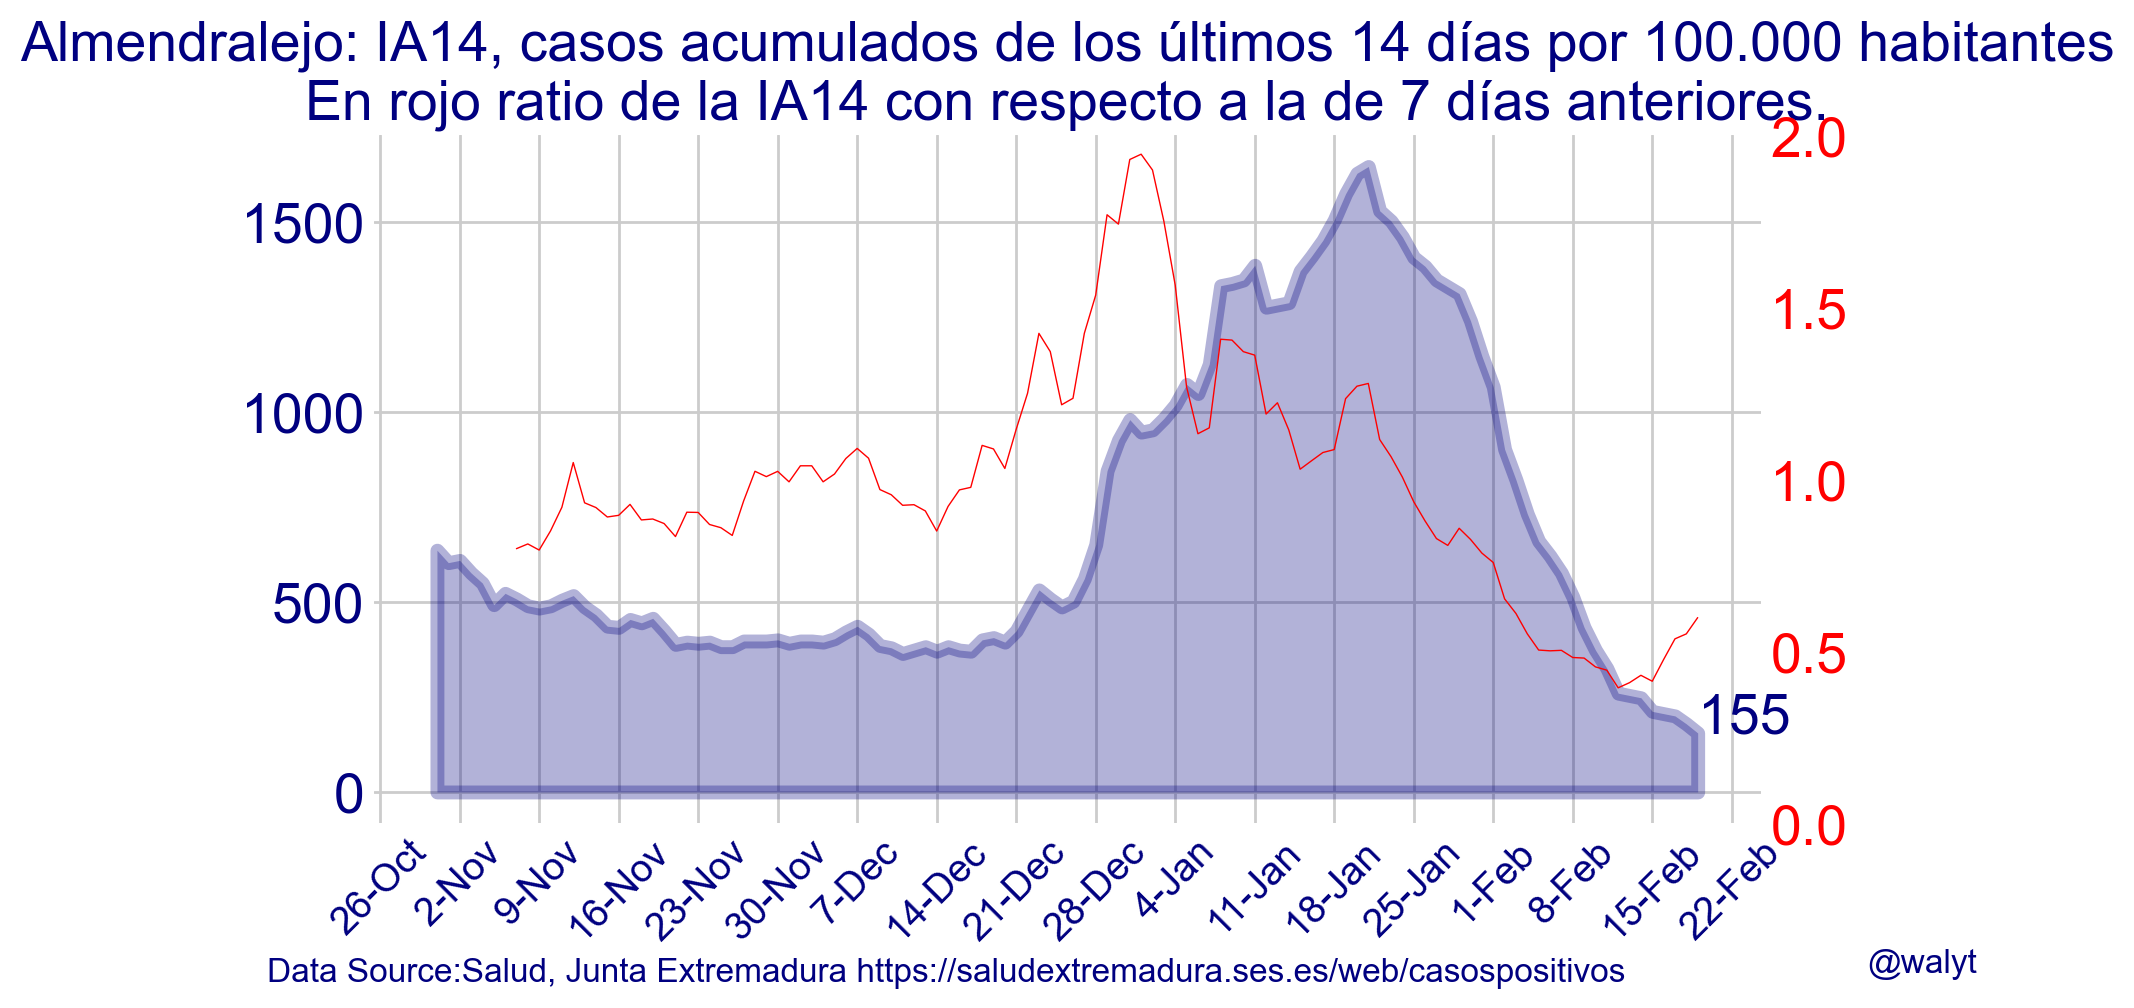 Almendralejo: IA14, casos acumulados de los últimos 14 días por 100.000 habitantes
En rojo ratio de la IA14 con respecto a la de 7 días anteriores.
2.0
1500
1.5
1000
1.0
500
0.5
155
0
0.0
26-Oct
2-Nov
9-Nov
16-Nov
23-Nov
30-Nov
7-Dec
14-Dec
21-Dec
28-Dec
4-Jan
11-Jan
18-Jan
25-Jan
1-Feb
8-Feb
15-Feb
22-Feb
Data Source:Salud, Junta Extremadura https://saludextremadura.ses.es/web/casospositivos
@walyt